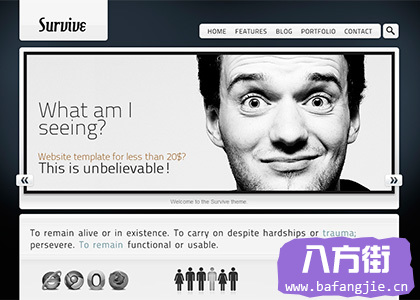 Survive
HOME FEATURES BLOG PORTFOLIO CONTACT
What am I
seeing?
Website template for less than 20$?
This is unbelievable!
Welcome to the Survive theme.
To remain alive or in existence. To carry on despite hardships or trauma;
persevere. To remain functional or usable.
八方街
www.bafangjie.cn